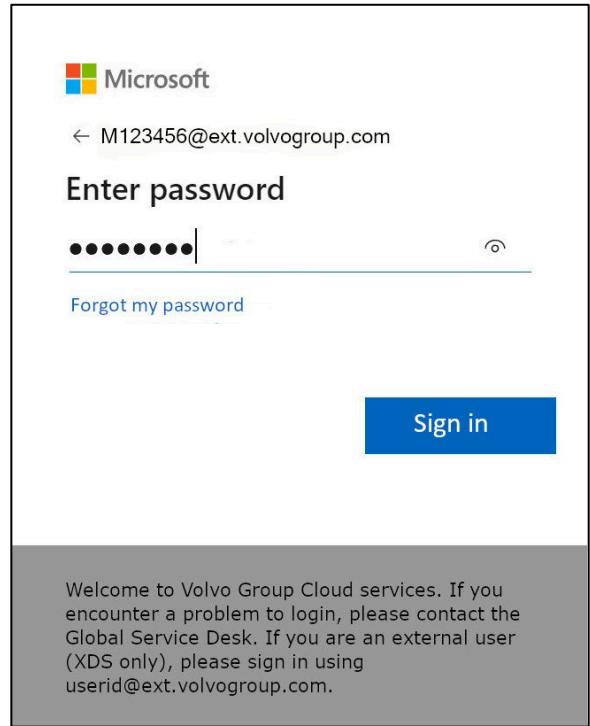 Microsoft
← M123456@ext.volvogroup.com
Enter password
●●●●●●●●
Forgot my password
Sign in
Welcome to Volvo Group Cloud services. If you
encounter a problem to login, please contact the
Global Service Desk. If you are an external user
(XDS only), please sign in using
userid@ext.volvogroup.com.